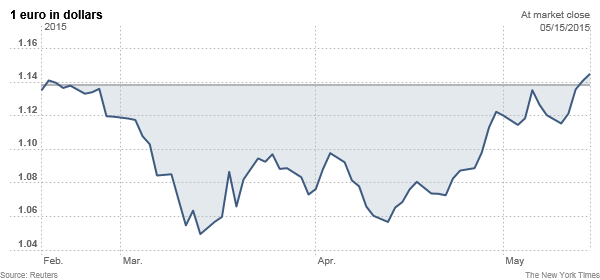 1 euro in dollars
At market close
2015
05/15/2015
1.16
1.14
1.12
1.10
1.08
1.06
1.04
Feb.
Mar.
Apr.
May
Source: Reuters
The New York Times